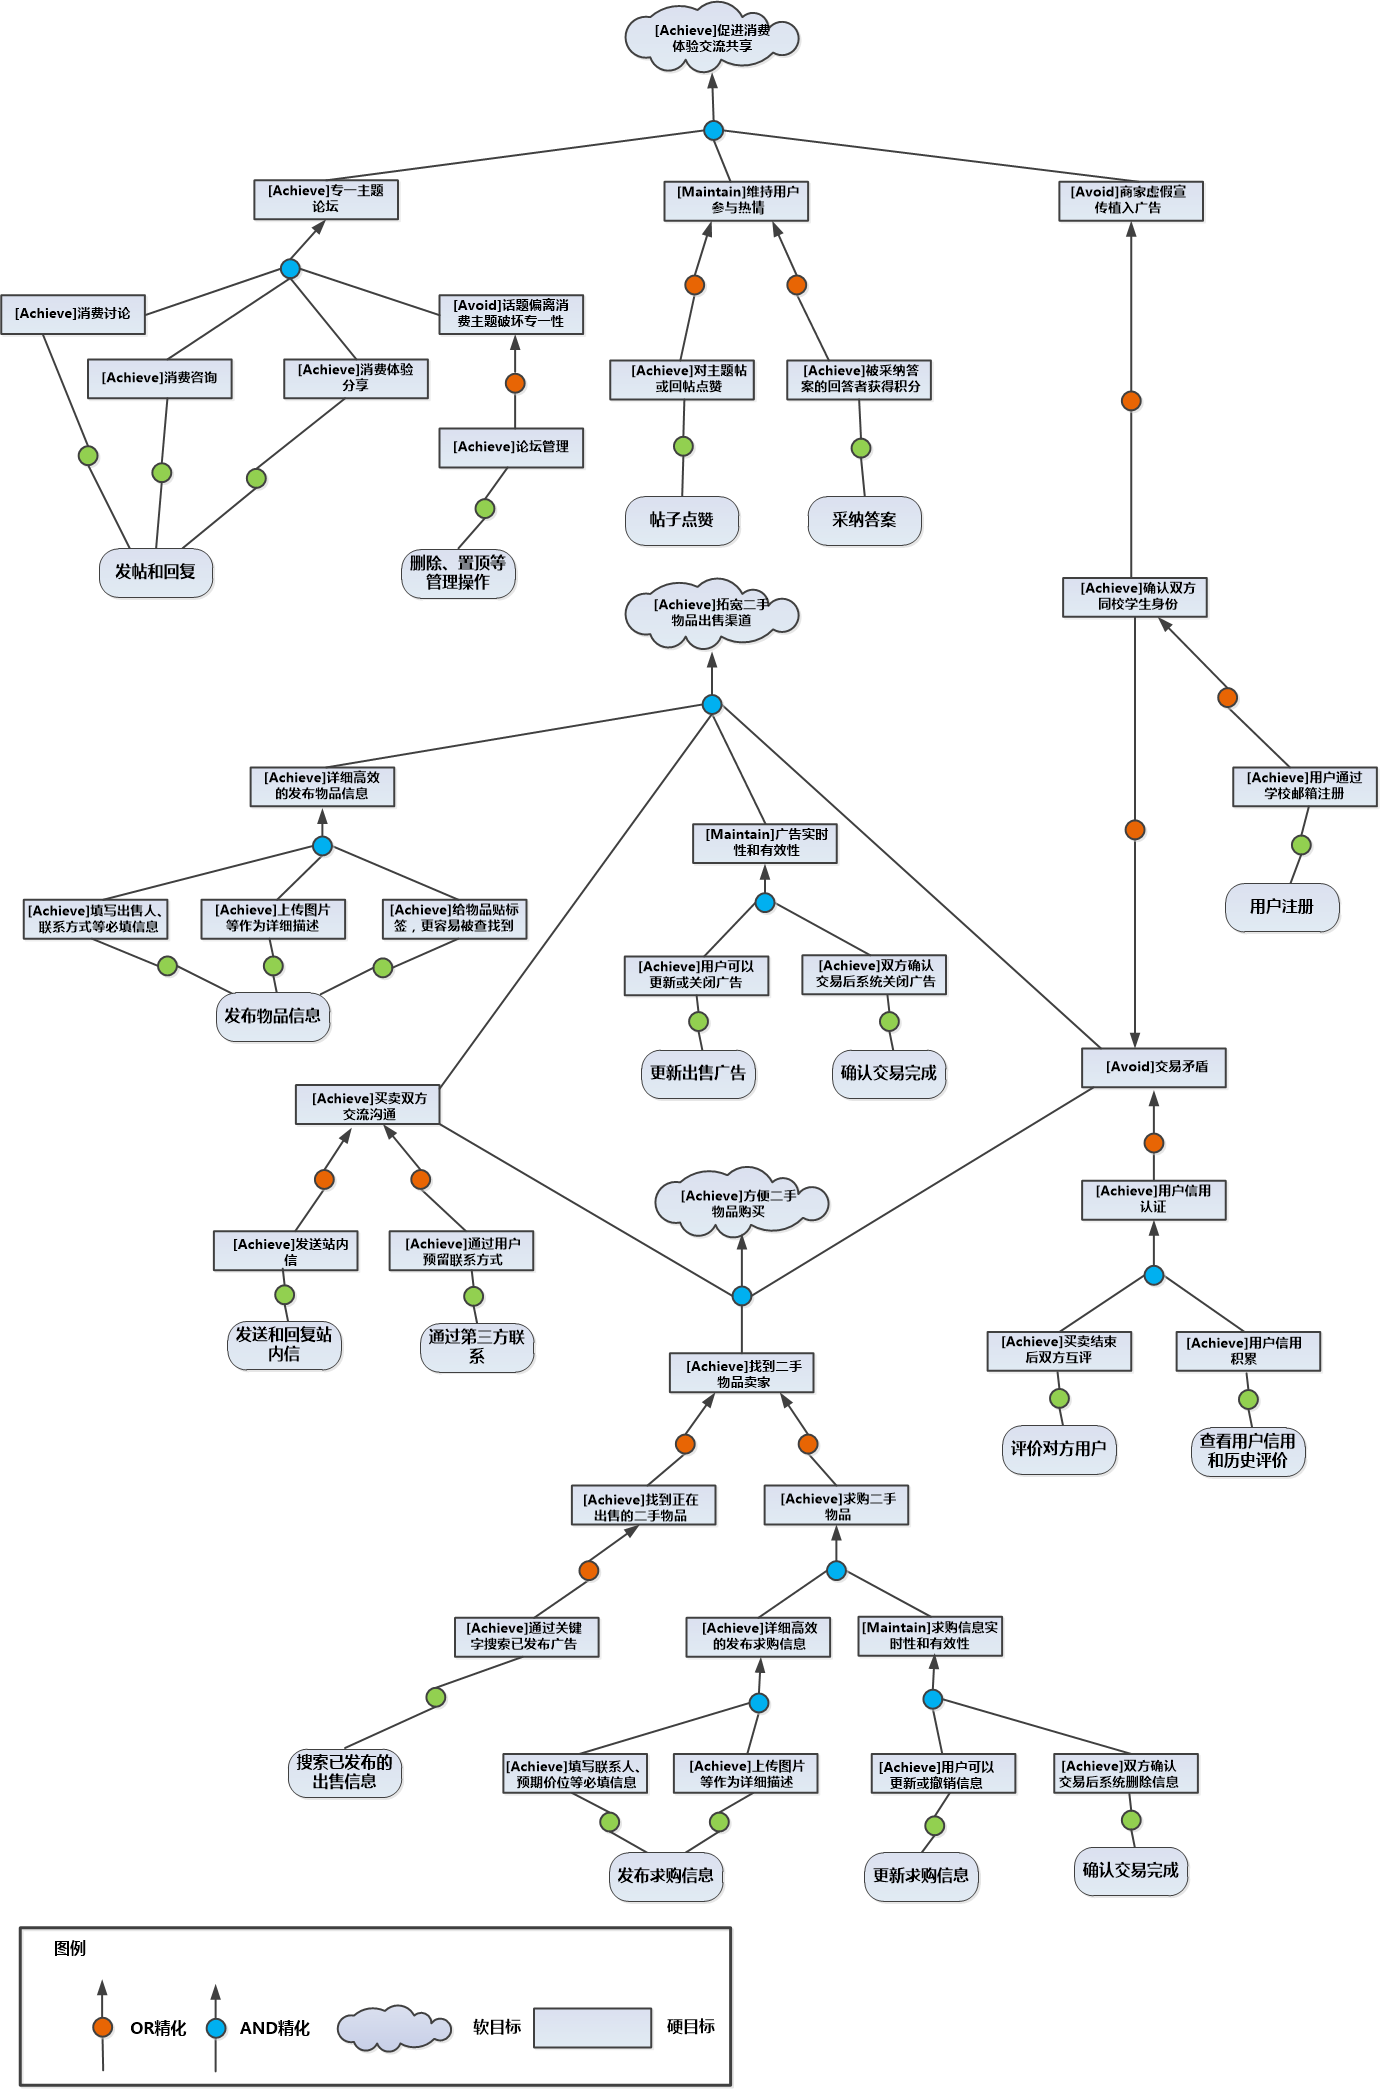 [Achieve]促进消费
体验交流共享
[Achieve]专一主题
论坛
[Maintain]维持用户
参与热情
[Avoid]商家虚假宣
传植入广告
[Achieve]消费讨论
[Avoid]话题偏离消
费主题破坏专一性
[Achieve]消费咨询
[Achieve]消费体验
分享
[Achieve]对主题帖
或回帖点赞
[Achieve]被采纳答
案的回答者获得积分
[Achieve]论坛管理
帖子点赞
采纳答案
发帖和回复
删除、置顶等
管理操作
[Achieve]确认双方
同校学生身份
[Achieve]拓宽二手
物品出售渠道
[Achieve]详细高效
的发布物品信息
[Achieve]用户通过
学校邮箱注册
[Maintain]广告实时
性和有效性
[Achieve]填写出售人、
联系方式等必填信息
[Achieve]上传图片
等作为详细描述
[Achieve]给物品贴标
签，更容易被查找到
用户注册
[Achieve]用户可以
更新或关闭广告
[Achieve]双方确认
交易后系统关闭广告
发布物品信息
更新出售广告
确认交易完成
[Avoid]交易矛盾
[Achieve]买卖双方
交流沟通
[Achieve]方便二手
物品购买
[Achieve]用户信用
认证
[Achieve]发送站内
信
[Achieve]通过用户
预留联系方式
发送和回复站
内信
通过第三方联
系
[Achieve]买卖结束
后双方互评
[Achieve]用户信用
积累
[Achieve]找到二手
物品卖家
评价对方用户
查看用户信用
和历史评价
[Achieve]找到正在
出售的二手物品
[Achieve]求购二手
物品
[Achieve]通过关键
字搜索已发布广告
[Achieve]详细高效
的发布求购信息
[Maintain]求购信息实
时性和有效性
搜索已发布的
出售信息
[Achieve]填写联系人、
预期价位等必填信息
[Achieve]上传图片
等作为详细描述
[Achieve]用户可以
更新或撤销信息
[Achieve]双方确认
交易后系统删除信息
发布求购信息
更新求购信息
确认交易完成
图例
OR精化
AND精化
软目标
硬目标